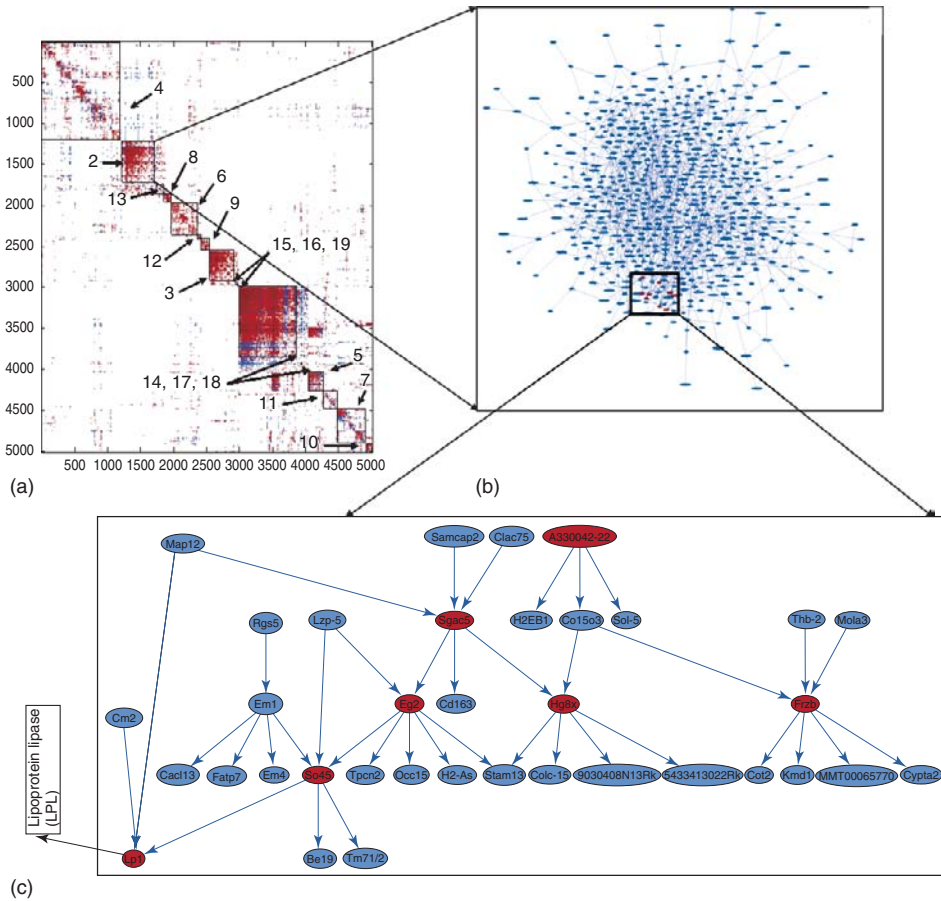 500
1000
1500
2000
2500
3000
3500
4000
4500
5000
4
2
8
13
6
9
12
15, 16, 19
3
5
14, 17, 18
7
11
10
500 1000 1500 2000 2500 3000 3500 4000 4500 5000
(a)
(b)
Map12
Samcap2
Clac75
A330042-22
Rgs5
Lzp-5
Sgac5
H2EB1
Co15o3
Sol-5
Thb-2
Mola3
Cm2
Em1
Eg2
Cd163
Hg8x
Frzb
Cacl13
Fatp7
Em4
So45
Tpcn2
Occ15
H2-As
Stam13
Colc-15
9030408N13Rk
5433413022Rk
Cot2
Kmd1
MMT00065770
Cypta2
Lipoprotein lipase
(LPL)
Lp1
Be19
Tm71/2
(c)